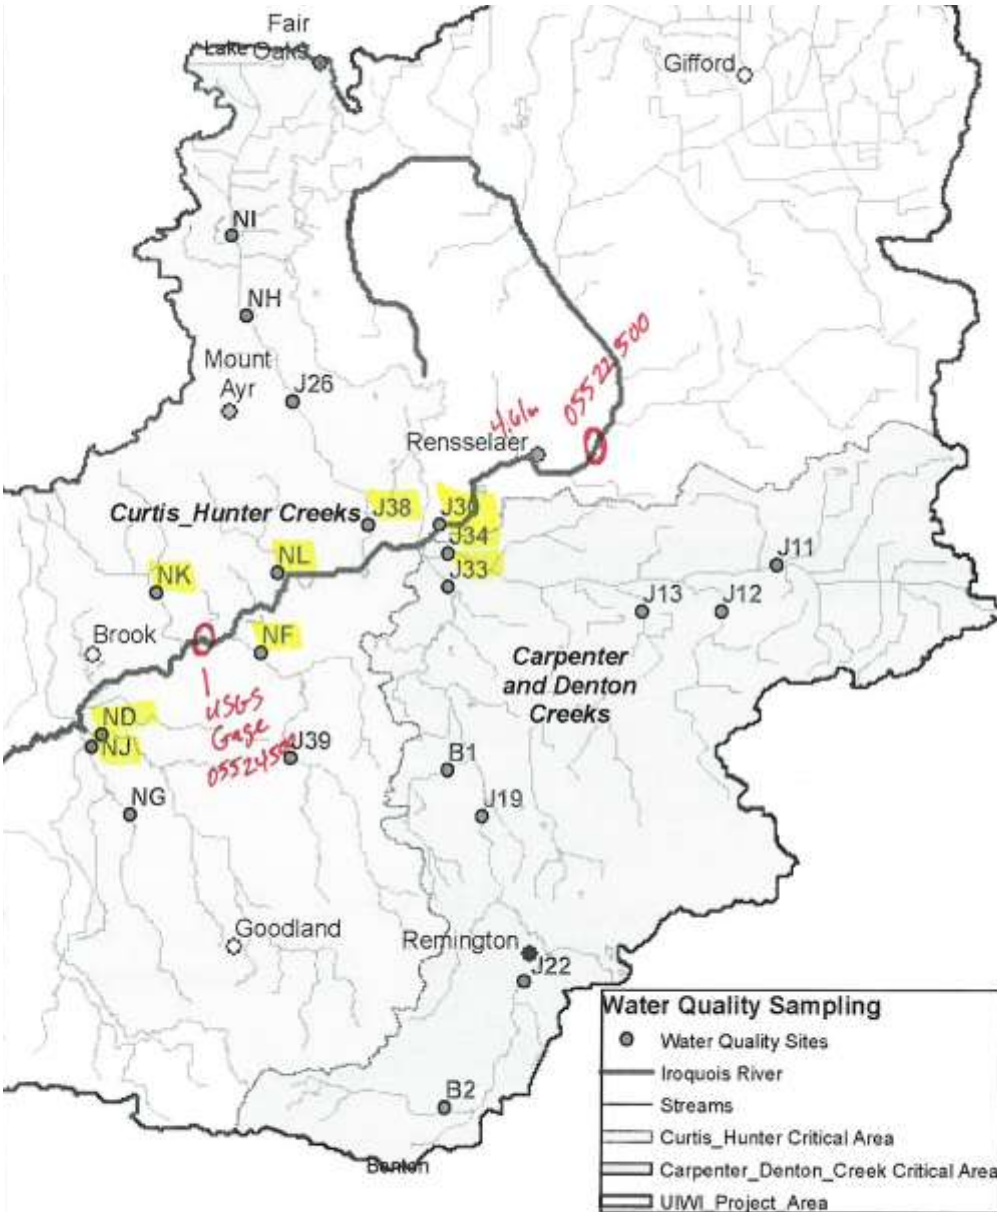 Fair
Lake Oaks
Gifford
NI
NH
Mount
Ayr
J26
05522500
4.61m
Rensselaer
Curtis_Hunter Creeks
J38
J30
J34
J33
J11
NL
NK
J13
J12
Brook
NF
Carpenter
and Denton
Creeks
USGS
Gage
05524500
ND
NJ
J39
B1
NG
J19
Goodland
Remington
J22
B2
Benton
Water Quality Sampling
Water Quality Sites
Iroquois River
Streams
Curtis_Hunter Critical Area
Carpenter_Denton_Creek Critical Area
UIWI_Project_Area